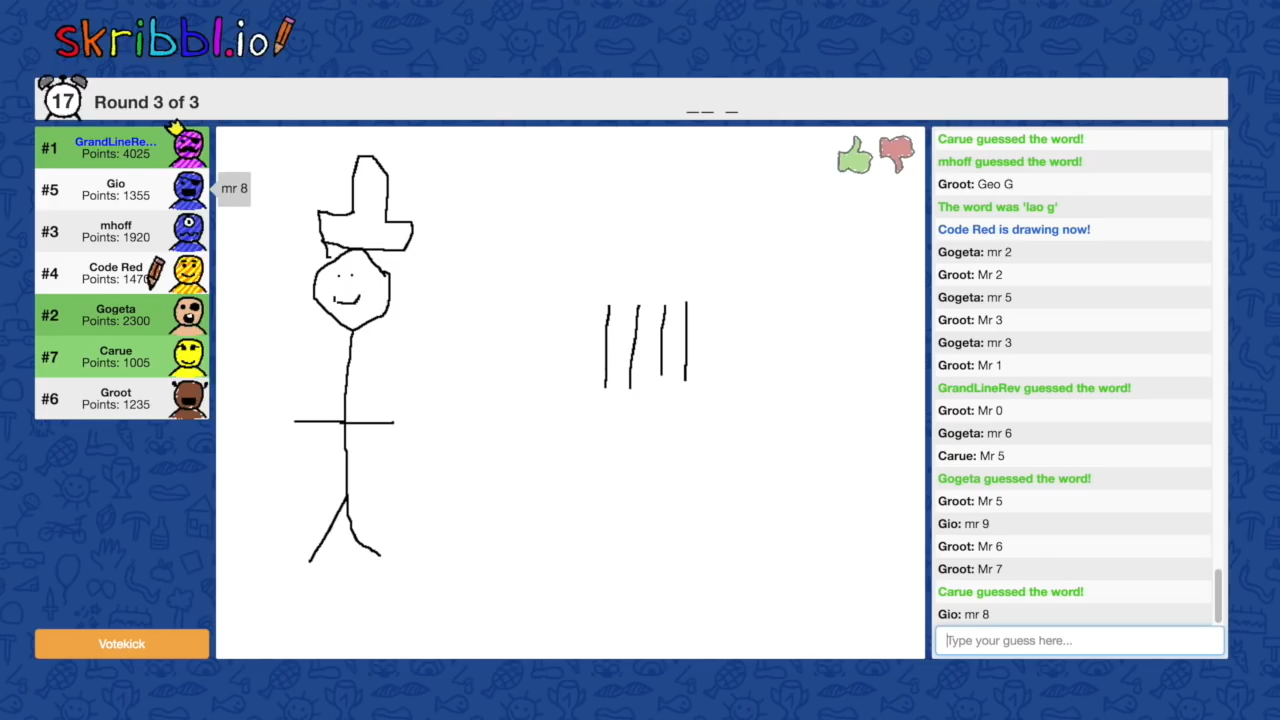 skribbl.io
17
Round 3 of 3
__ _
#1 GrandLineRe...
Points: 4025
#5 Gio
Points: 1355
mr 8
#3 mhoff
Points: 1920
#4 Code Red
Points: 1470
#2 Gogeta
Points: 2300
#7 Carue
Points: 1005
#6 Groot
Points: 1235
Votekick
Carue guessed the word!
mhoff guessed the word!
Groot: Geo G
The word was 'lao g'
Code Red is drawing now!
Gogeta: mr 2
Groot: Mr 2
Gogeta: mr 5
Groot: Mr 3
Gogeta: mr 3
Groot: Mr 1
GrandLineRev guessed the word!
Groot: Mr 0
Gogeta: mr 6
Carue: Mr 5
Gogeta guessed the word!
Groot: Mr 5
Gio: mr 9
Groot: Mr 6
Groot: Mr 7
Carue guessed the word!
Gio: mr 8
Type your guess here...